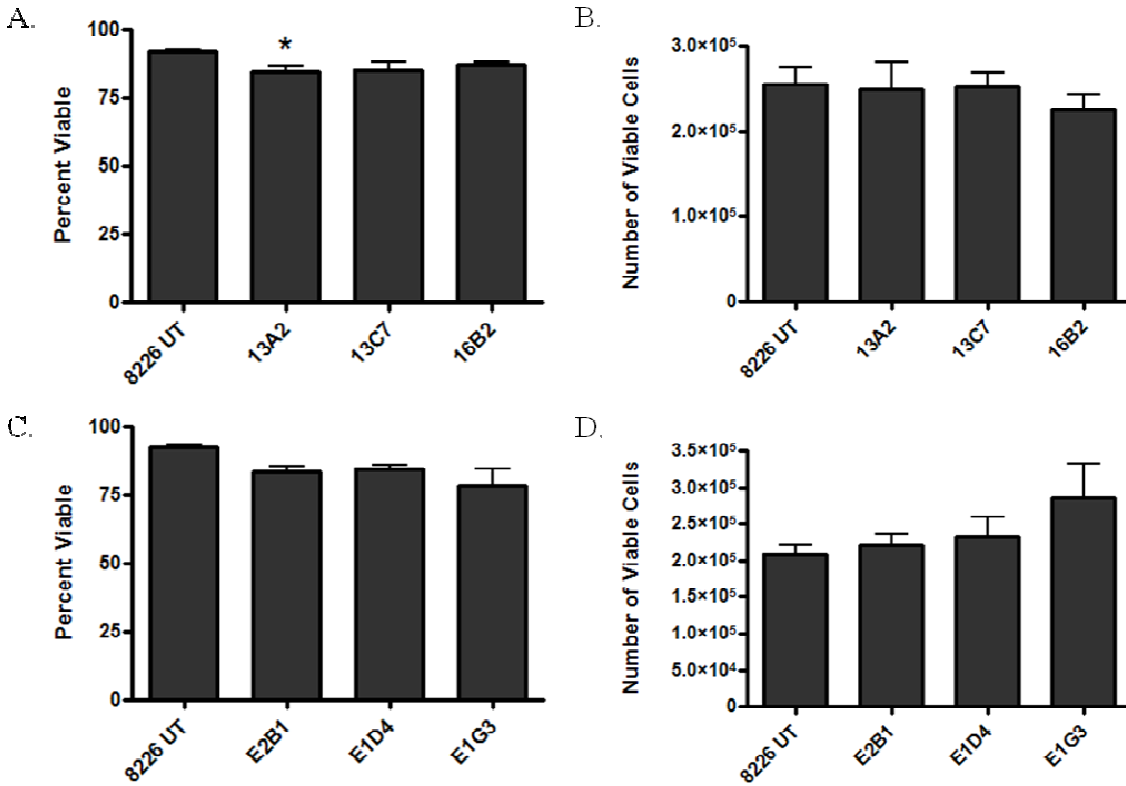 A.
Percent Viable
100
75
50
25
0
*
8226 UT
13A2
13C7
16B2
B.
Number of Viable Cells
3.0×10⁵
2.0×10⁵
1.0×10⁵
0
8226 UT
13A2
13C7
16B2
C.
Percent Viable
100
75
50
25
0
8226 UT
E2B1
E1D4
E1G3
D.
Number of Viable Cells
3.5×10⁵
3.0×10⁵
2.5×10⁵
2.0×10⁵
1.5×10⁵
1.0×10⁵
5.0×10⁴
0
8226 UT
E2B1
E1D4
E1G3